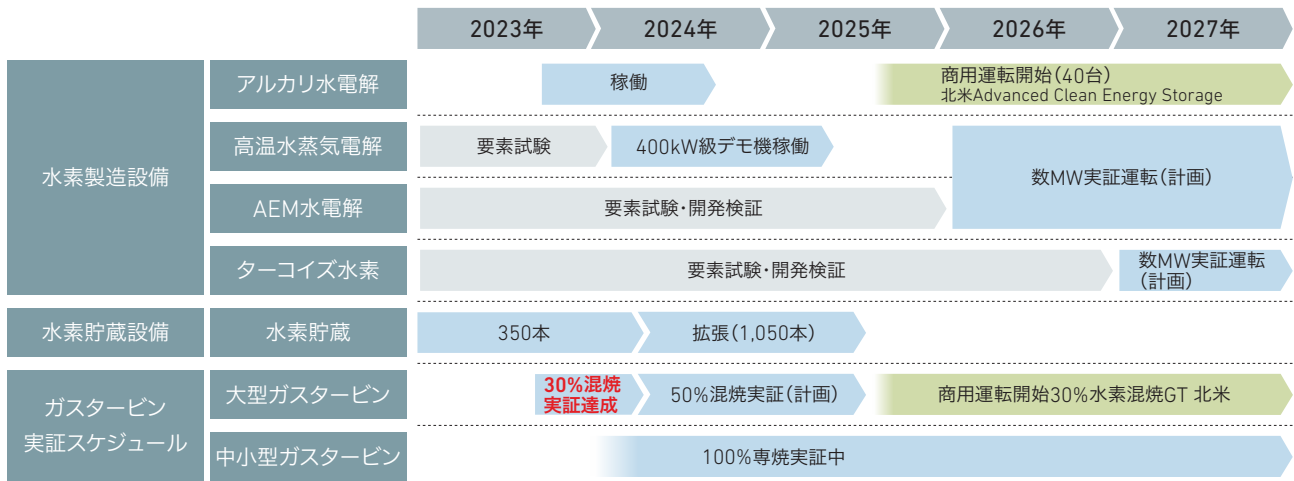 2023年
2024年
2025年
2026年
2027年
水素製造設備
アルカリ水電解
稼働
商用運転開始（40台）
北米Advanced Clean Energy Storage
高温水蒸気電解
要素試験
400kW級デモ機稼働
数MW実証運転（計画）
AEM水電解
要素試験・開発検証
ターコイズ水素
要素試験・開発検証
数MW実証運転
（計画）
水素貯蔵設備
水素貯蔵
350本
拡張（1,050本）
ガスタービン
実証スケジュール
大型ガスタービン
30%混焼
実証達成
50%混焼実証（計画）
商用運転開始30%水素混焼GT 北米
中小型ガスタービン
100%専焼実証中